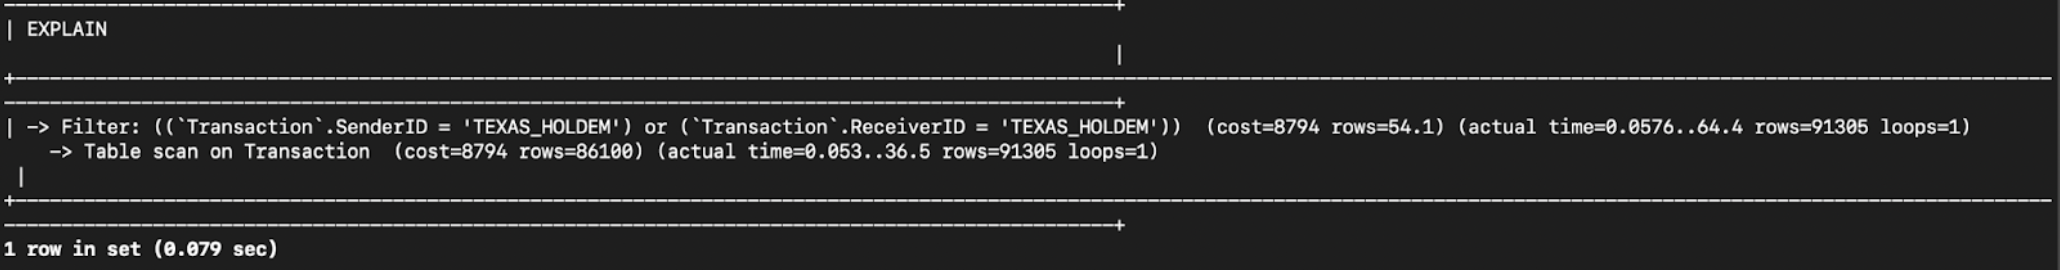 | EXPLAIN
|
| -> Filter: ((`Transaction`.SenderID = 'TEXAS_HOLDEM') or (`Transaction`.ReceiverID = 'TEXAS_HOLDEM'))  (cost=8794 rows=54.1) (actual time=0.0576..64.4 rows=91305 loops=1)
    -> Table scan on Transaction  (cost=8794 rows=86100) (actual time=0.053..36.5 rows=91305 loops=1)
|
1 row in set (0.079 sec)